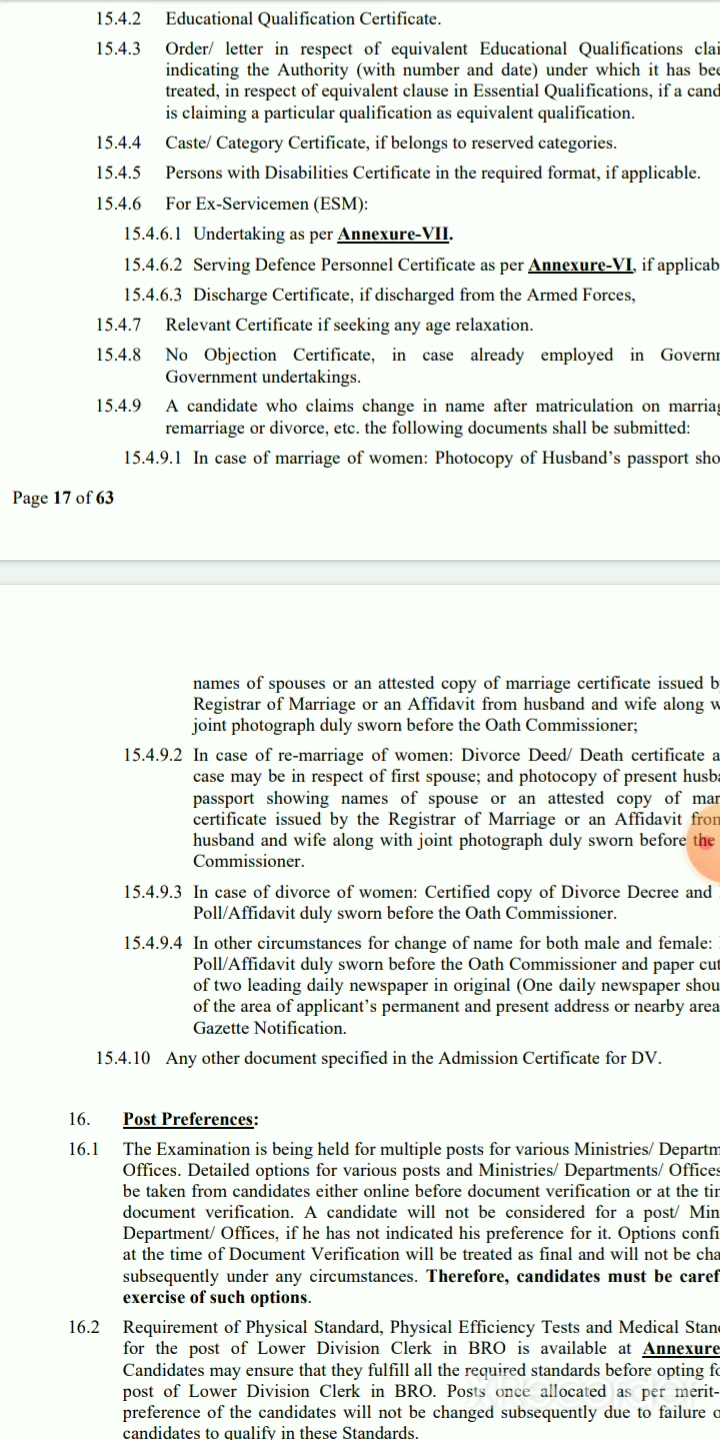 15.4.2 Educational Qualification Certificate.
15.4.3 Order/ letter in respect of equivalent Educational Qualifications clai
indicating the Authority (with number and date) under which it has bee
treated, in respect of equivalent clause in Essential Qualifications, if a cand
is claiming a particular qualification as equivalent qualification.
15.4.4 Caste/ Category Certificate, if belongs to reserved categories.
15.4.5 Persons with Disabilities Certificate in the required format, if applicable.
15.4.6 For Ex-Servicemen (ESM):
15.4.6.1 Undertaking as per Annexure-VII.
15.4.6.2 Serving Defence Personnel Certificate as per Annexure-VI, if applicab
15.4.6.3 Discharge Certificate, if discharged from the Armed Forces,
15.4.7 Relevant Certificate if seeking any age relaxation.
15.4.8 No Objection Certificate, in case already employed in Governm
Government undertakings.
15.4.9 A candidate who claims change in name after matriculation on marriag
remarriage or divorce, etc. the following documents shall be submitted:
15.4.9.1 In case of marriage of women: Photocopy of Husband's passport sho
Page 17 of 63
names of spouses or an attested copy of marriage certificate issued b
Registrar of Marriage or an Affidavit from husband and wife along w
joint photograph duly sworn before the Oath Commissioner;
15.4.9.2 In case of re-marriage of women: Divorce Deed/ Death certificate a
case may be in respect of first spouse; and photocopy of present husba
passport showing names of spouse or an attested copy of mar
certificate issued by the Registrar of Marriage or an Affidavit from
husband and wife along with joint photograph duly sworn before the
Commissioner.
15.4.9.3 In case of divorce of women: Certified copy of Divorce Decree and
Poll/Affidavit duly sworn before the Oath Commissioner.
15.4.9.4 In other circumstances for change of name for both male and female:
Poll/Affidavit duly sworn before the Oath Commissioner and paper cut
of two leading daily newspaper in original (One daily newspaper shou
of the area of applicant's permanent and present address or nearby area
Gazette Notification.
15.4.10 Any other document specified in the Admission Certificate for DV.
16. Post Preferences:
16.1 The Examination is being held for multiple posts for various Ministries/ Departm
Offices. Detailed options for various posts and Ministries/ Departments/ Offices
be taken from candidates either online before document verification or at the tim
document verification. A candidate will not be considered for a post/ Min
Department/ Offices, if he has not indicated his preference for it. Options confi
at the time of Document Verification will be treated as final and will not be cha
subsequently under any circumstances. Therefore, candidates must be caref
exercise of such options.
16.2 Requirement of Physical Standard, Physical Efficiency Tests and Medical Stan
for the post of Lower Division Clerk in BRO is available at Annexure
Candidates may ensure that they fulfill all the required standards before opting fo
post of Lower Division Clerk in BRO. Posts once allocated as per merit-
preference of the candidates will not be changed subsequently due to failure o
candidates to qualify in these Standards.
XRecorder